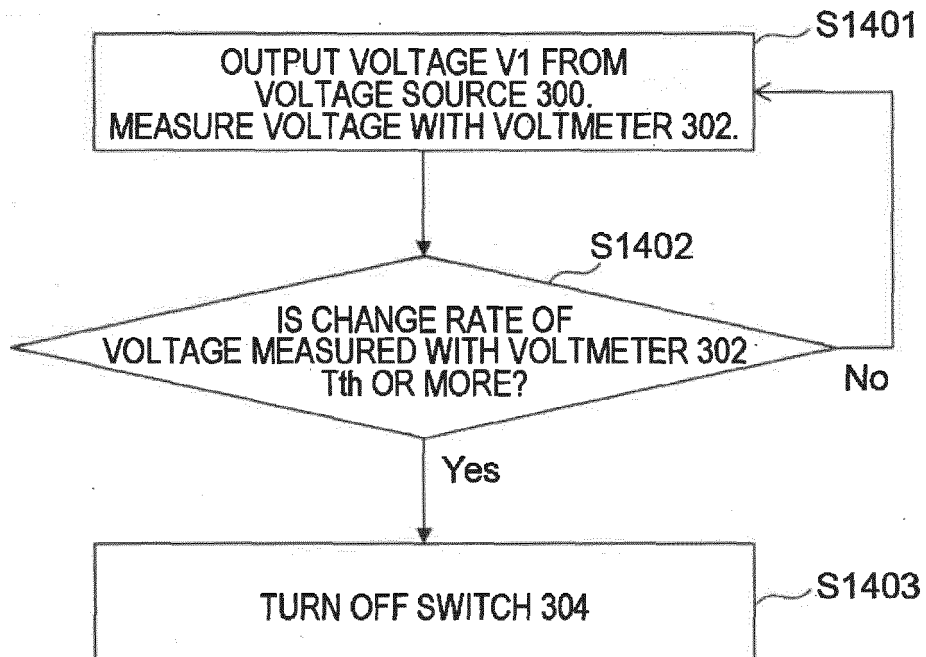 S1401
OUTPUT VOLTAGE V1 FROM
VOLTAGE SOURCE 300.
MEASURE VOLTAGE WITH VOLTMETER 302.
S1402
IS CHANGE RATE OF
VOLTAGE MEASURED WITH VOLTMETER 302
Tth OR MORE?
No
Yes
S1403
TURN OFF SWITCH 304